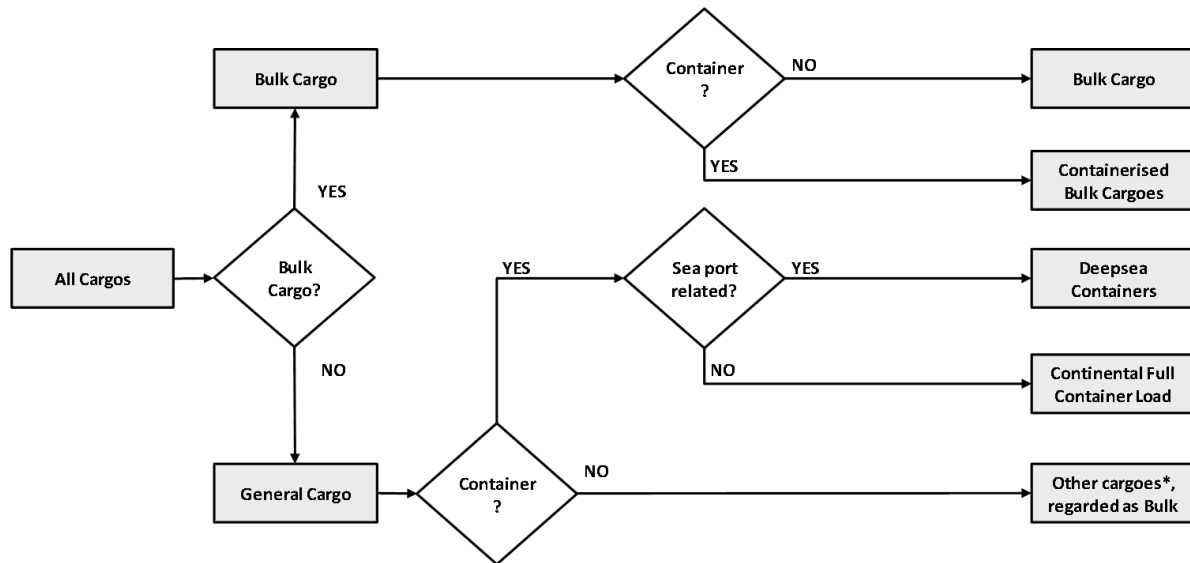 Bulk Cargo
Container
?
NO
Bulk Cargo
YES
Containerised
Bulk Cargoes
YES
All Cargos
Bulk
Cargo?
YES
Sea port
related?
YES
Deepsea
Containers
NO
NO
Continental Full
Container Load
General Cargo
Container
?
NO
Other cargoes*,
regarded as Bulk